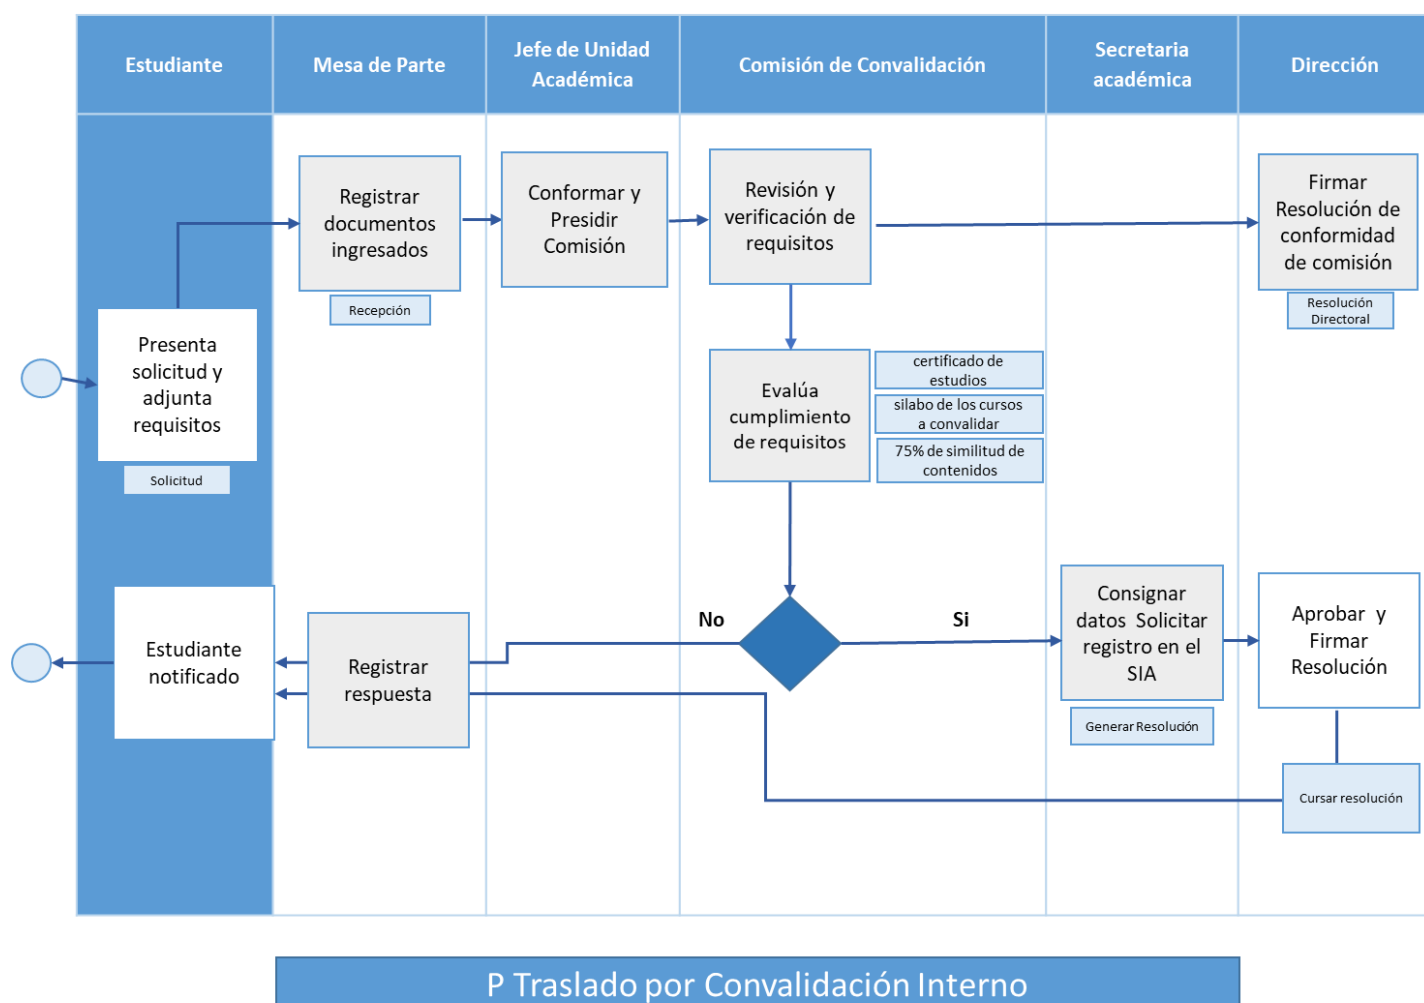 Estudiante
Mesa de Parte
Jefe de Unidad
Académica
Comisión de Convalidación
Secretaria
académica
Dirección
Presenta
solicitud y
adjunta
requisitos
Solicitud
Registrar
documentos
ingresados
Recepción
Conformar y
Presidir
Comisión
Revisión y
verificación de
requisitos
Firmar
Resolución de
conformidad
de comisión
Resolución
Directoral
Evalúa
cumplimiento
de requisitos
certificado de
estudios
silabo de los cursos
a convalidar
75% de similitud de
contenidos
No
Si
Consignar
datos Solicitar
registro en el
SIA
Generar Resolución
Aprobar y
Firmar
Resolución
Cursar resolución
Registrar
respuesta
Estudiante
notificado
P Traslado por Convalidación Interno